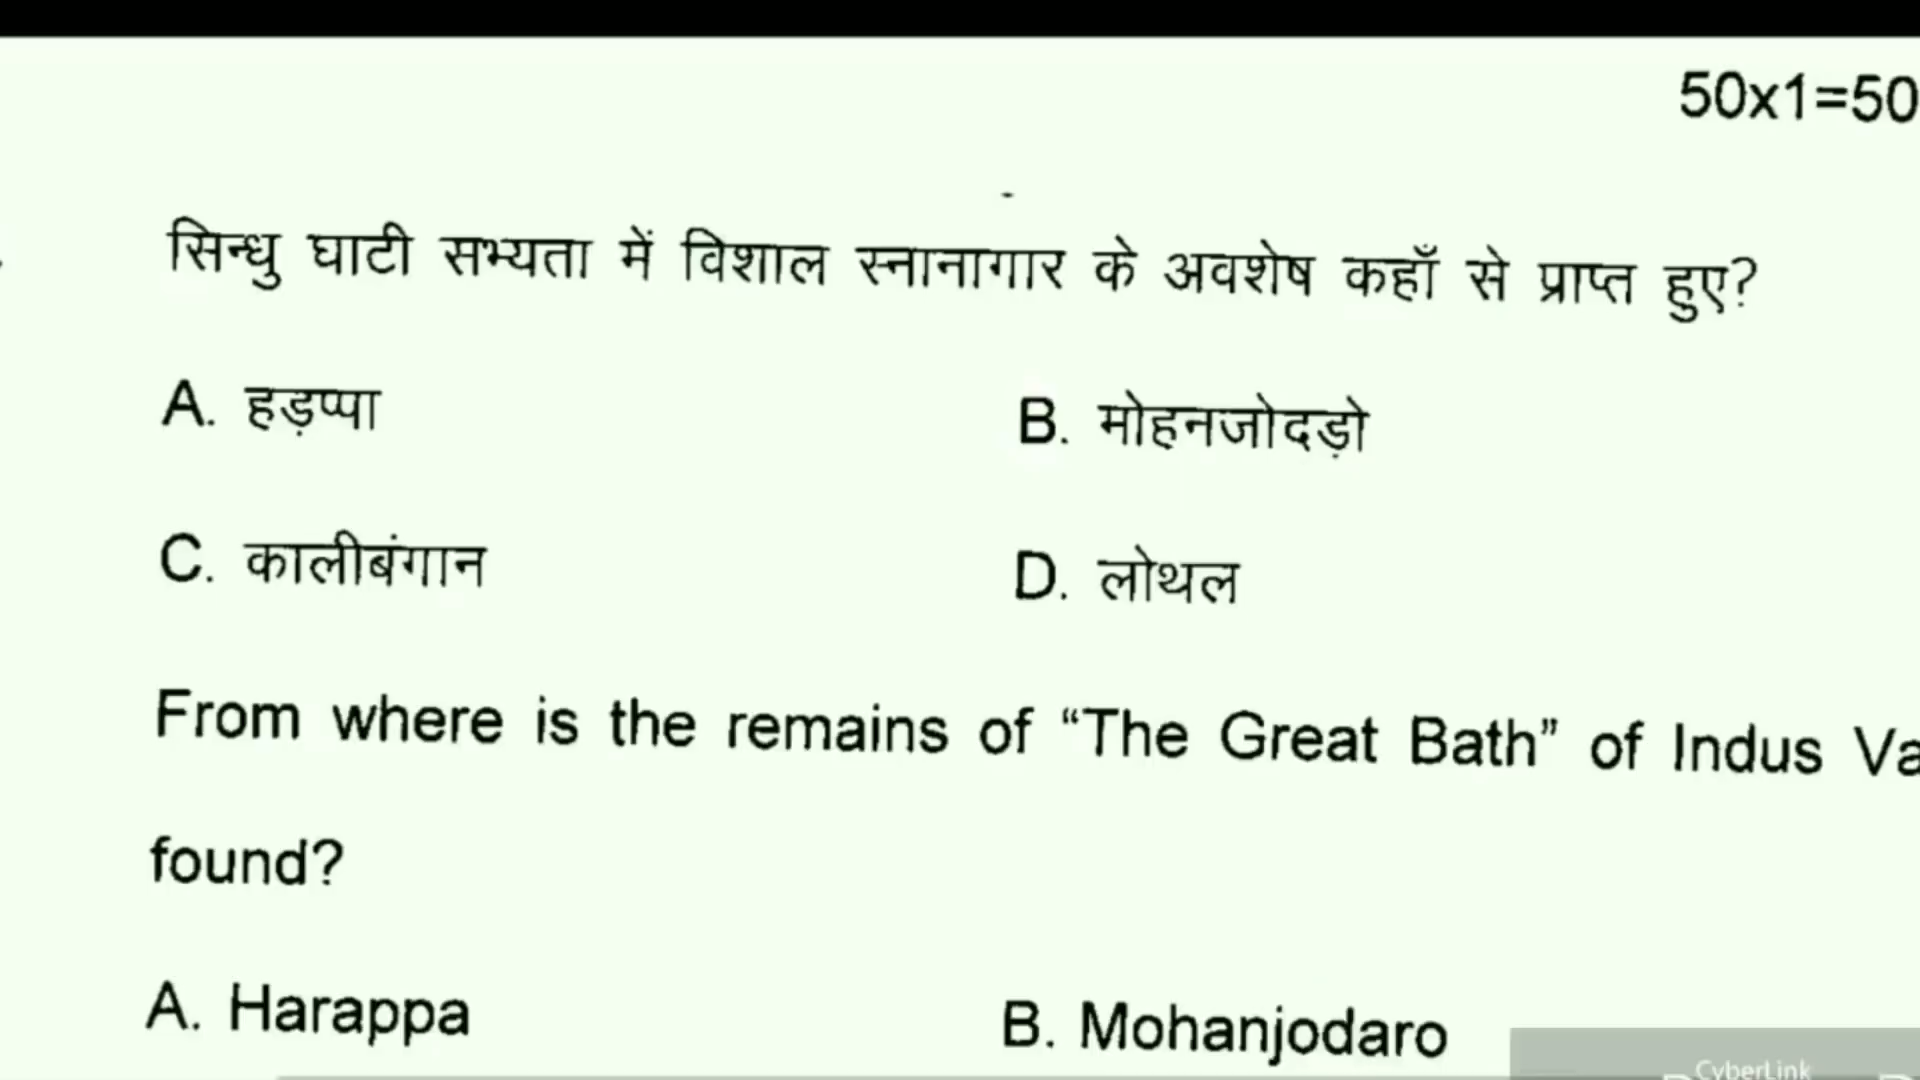 50x1=50
सिन्धु घाटी सभ्यता में विशाल स्नानागार के अवशेष कहाँ से प्राप्त हुए?
A. हड़प्पा B. मोहनजोदड़ो
C. कालीबंगान D. लोथल
From where is the remains of “The Great Bath” of Indus Va
found?
A. Harappa B. Mohanjodaro
CyberLink